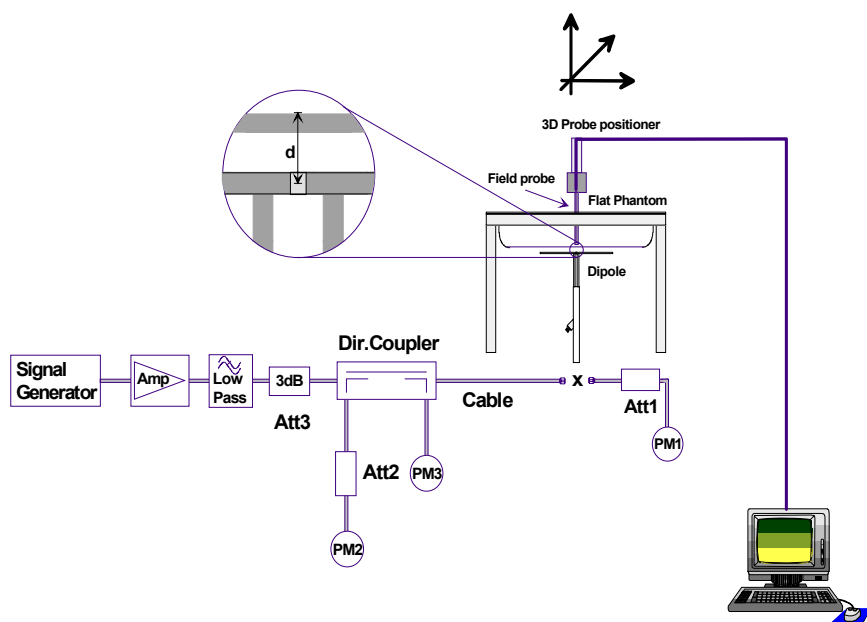 3D Probe positioner
d
Field probe
Flat Phantom
Dipole
Dir.Coupler
Signal
Generator
Amp
Low
Pass
3dB
Att3
Cable
X
Att1
PM1
Att2
PM3
PM2